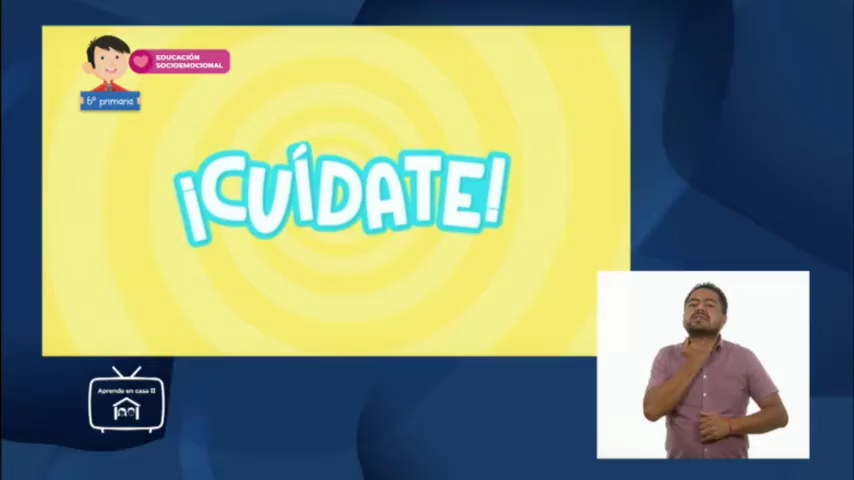 EDUCACIÓN
SOCIOEMOCIONAL
6° primaria
¡CUÍDATE!
Aprende en casa II